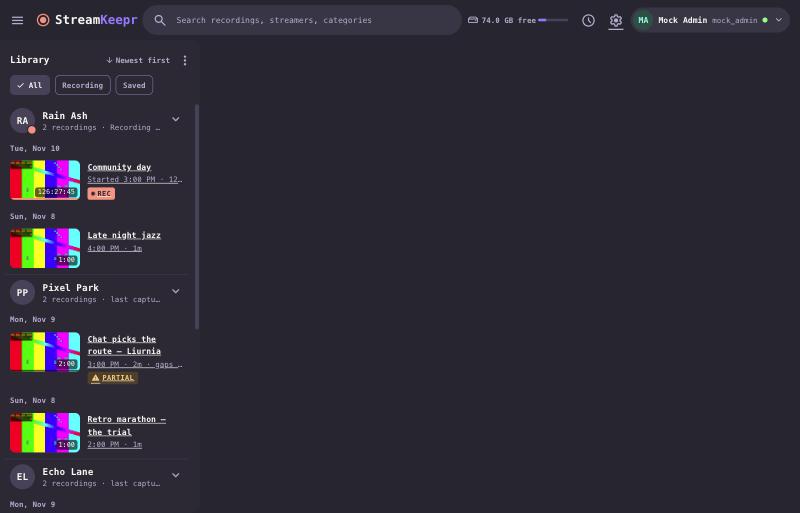 StreamKeepr
Search recordings, streamers, categories
74.0 GB free
MA Mock Admin mock_admin
Library
Newest first
All Recording Saved
RA Rain Ash
2 recordings · Recording …
Tue, Nov 10
Community day
Started 3:00 PM · 12…
126:27:45
REC
Sun, Nov 8
Late night jazz
4:00 PM · 1m
1:00
PP Pixel Park
2 recordings · last captu…
Mon, Nov 9
Chat picks the
route — Liurnia
3:00 PM · 2m · gaps …
2:00
PARTIAL
Sun, Nov 8
Retro marathon —
the trial
2:00 PM · 1m
1:00
EL Echo Lane
2 recordings · last captu…
Mon, Nov 9